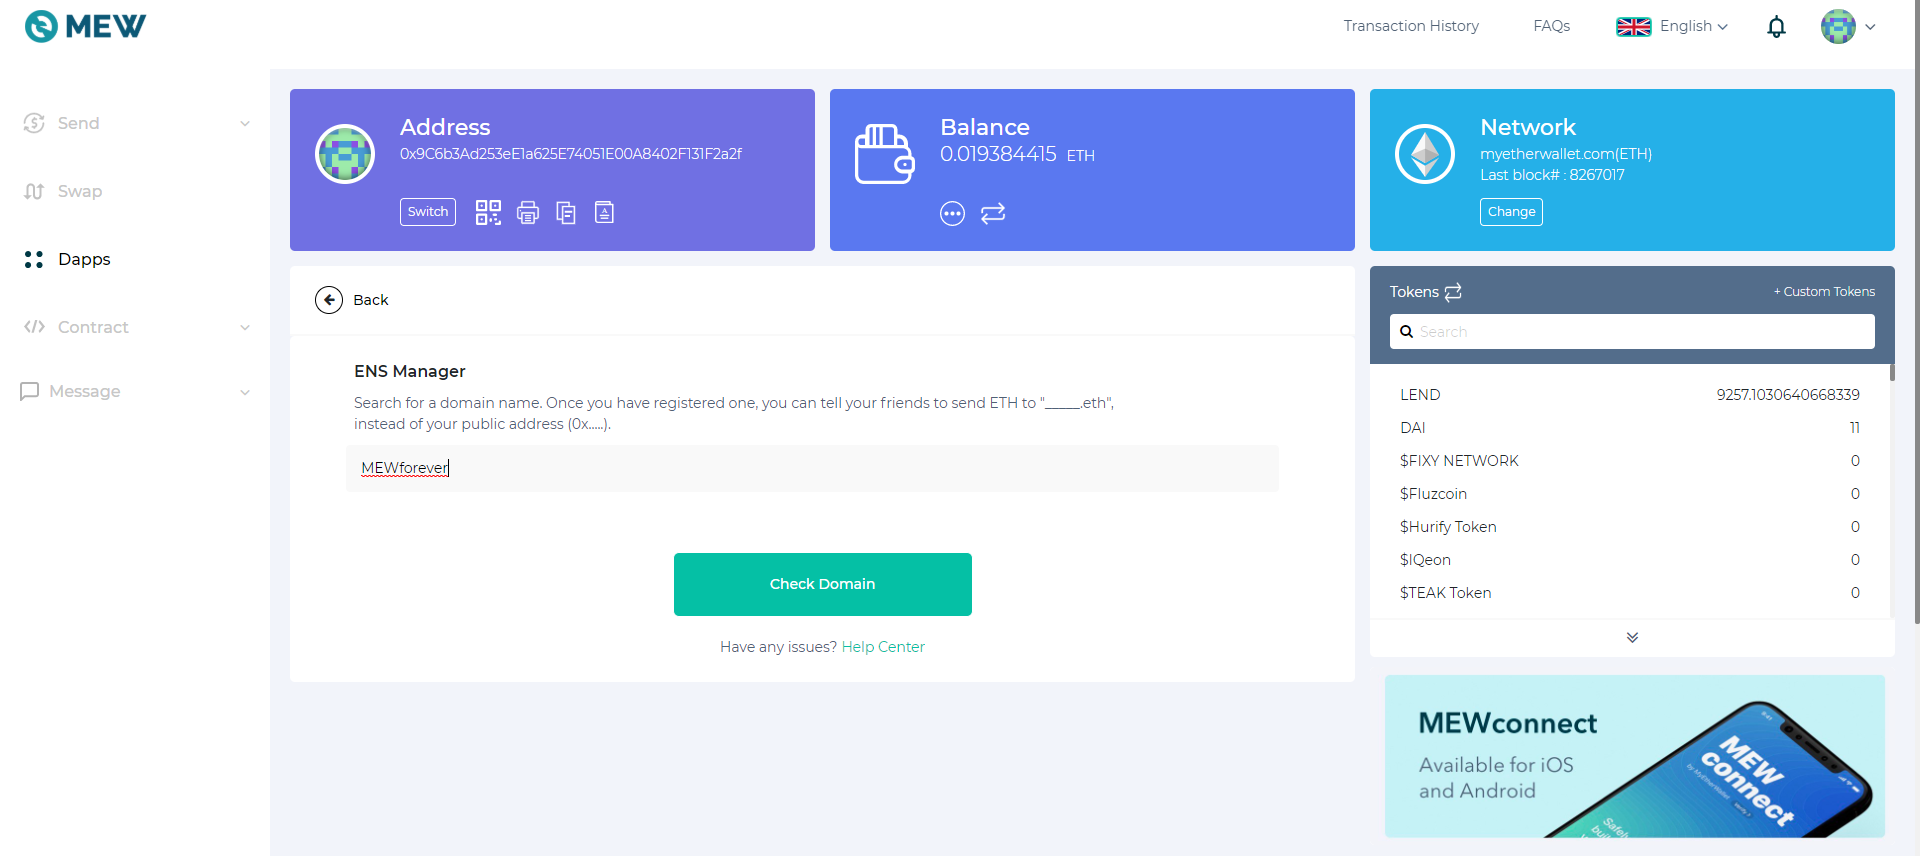 MEW
Transaction History
FAQs
English
Send
Swap
Dapps
Contract
Message
Address
0x9C6b3Ad253eE1a625E74051E00A8402F131F2a2f
Switch
Balance
0.019384415 ETH
Network
myetherwallet.com(ETH)
Last block# : 8267017
Change
Back
ENS Manager
Search for a domain name. Once you have registered one, you can tell your friends to send ETH to "_____.eth",
instead of your public address (0x.....).
MEWforever
Check Domain
Have any issues? Help Center
Tokens
+ Custom Tokens
Search
LEND 9257.1030640668339
DAI 11
$FIXY NETWORK 0
$Fluzcoin 0
$Hurify Token 0
$IQeon 0
$TEAK Token 0
MEWconnect
Available for iOS
and Android
MEW
connect
by MyEtherWallet